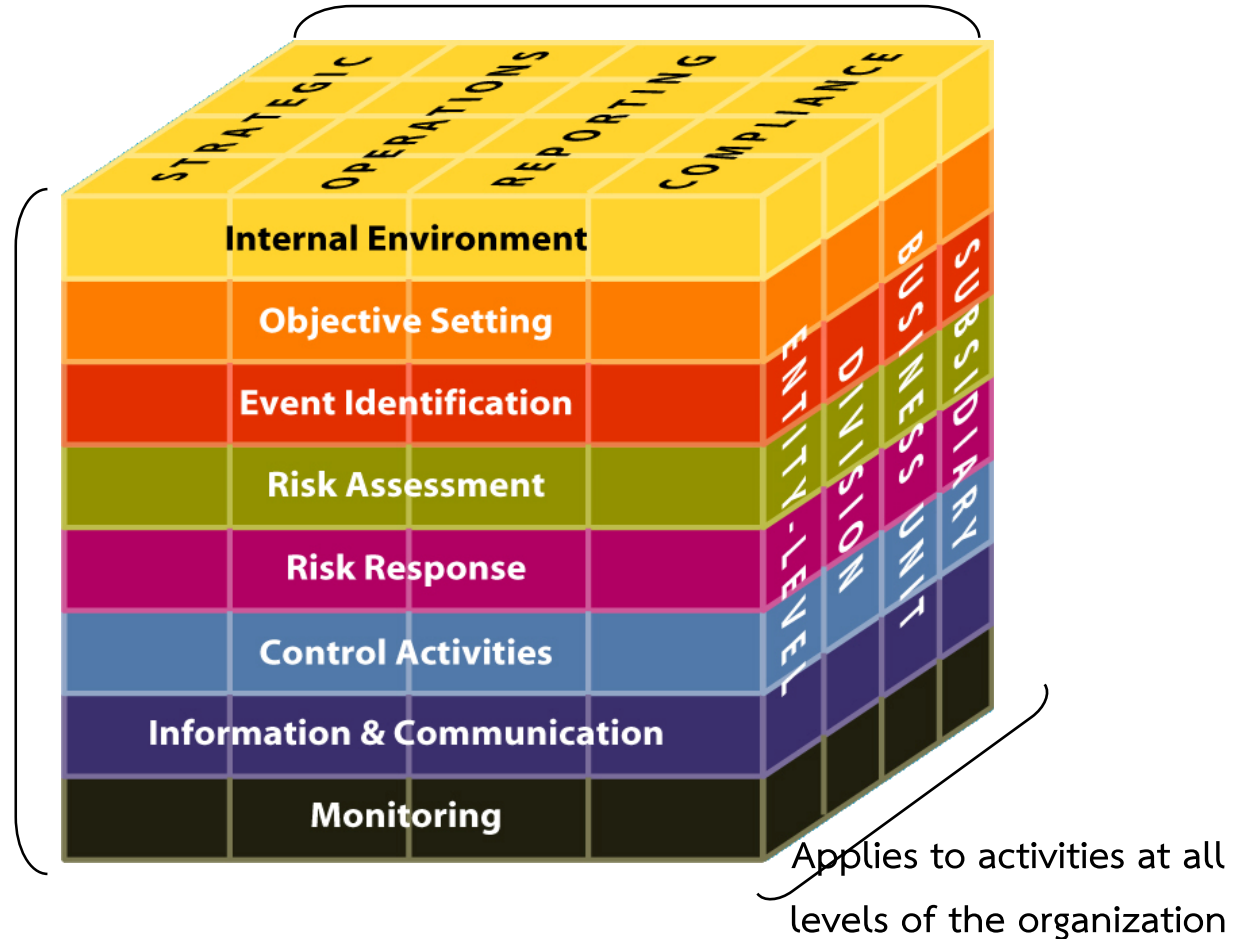 STRATEGIC
OPERATIONS
REPORTING
COMPLIANCE
Internal Environment
Objective Setting
Event Identification
Risk Assessment
Risk Response
Control Activities
Information & Communication
Monitoring
ENTITY-LEVEL
DIVISION
BUSINESS UNIT
SUBSIDIARY
Applies to activities at all
levels of the organization